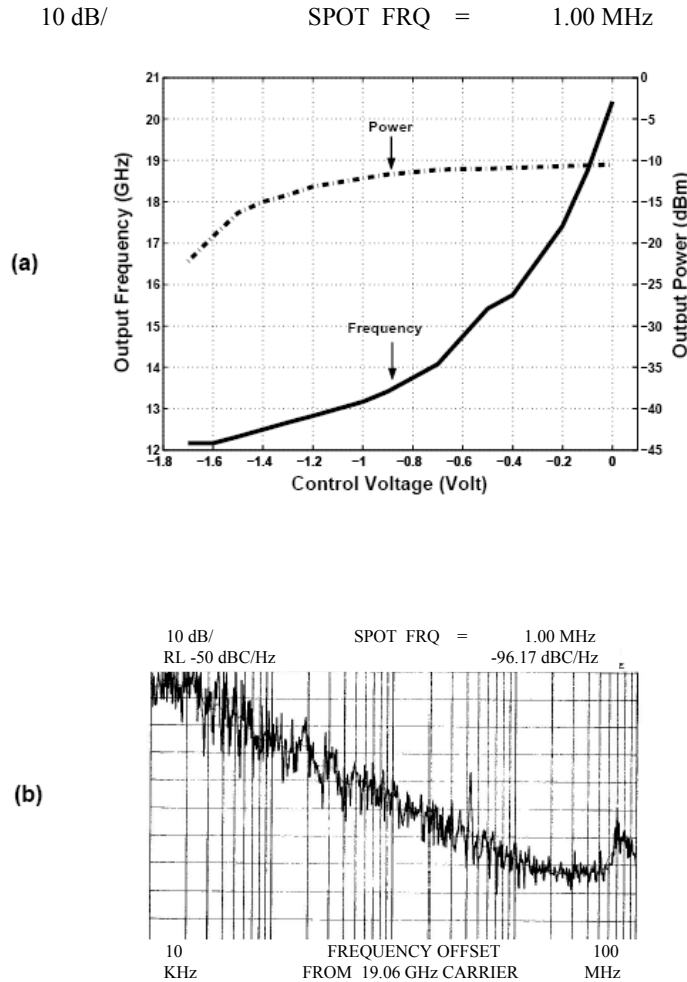 10 dB/ SPOT FRQ = 1.00 MHz
(a)
Output Frequency (GHz)
21
20
19
18
17
16
15
14
13
12
Power
Frequency
0
−5
−10
−15
−20
−25
−30
−35
−40
−45
Output Power (dBm)
−1.8 −1.6 −1.4 −1.2 −1 −0.8 −0.6 −0.4 −0.2 0
Control Voltage (Volt)
(b)
10 dB/ SPOT FRQ = 1.00 MHz
RL -50 dBC/Hz -96.17 dBC/Hz
10 FREQUENCY OFFSET 100
KHz FROM 19.06 GHz CARRIER MHz